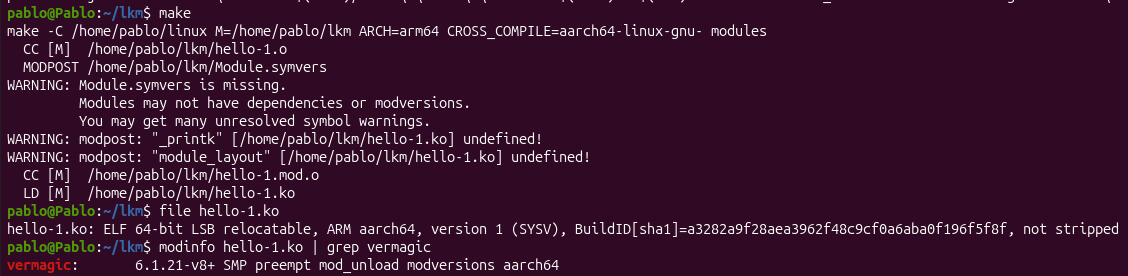 pablo@Pablo:~/lkm$ make
make -C /home/pablo/linux M=/home/pablo/lkm ARCH=arm64 CROSS_COMPILE=aarch64-linux-gnu- modules
  CC [M]  /home/pablo/lkm/hello-1.o
  MODPOST /home/pablo/lkm/Module.symvers
WARNING: Module.symvers is missing.
         Modules may not have dependencies or modversions.
         You may get many unresolved symbol warnings.
WARNING: modpost: "_printk" [/home/pablo/lkm/hello-1.ko] undefined!
WARNING: modpost: "module_layout" [/home/pablo/lkm/hello-1.ko] undefined!
  CC [M]  /home/pablo/lkm/hello-1.mod.o
  LD [M]  /home/pablo/lkm/hello-1.ko
pablo@Pablo:~/lkm$ file hello-1.ko
hello-1.ko: ELF 64-bit LSB relocatable, ARM aarch64, version 1 (SYSV), BuildID[sha1]=a3282a9f28aea3962f48c9cf0a6aba0f196f5f8f, not stripped
pablo@Pablo:~/lkm$ modinfo hello-1.ko | grep vermagic
vermagic:       6.1.21-v8+ SMP preempt mod_unload modversions aarch64